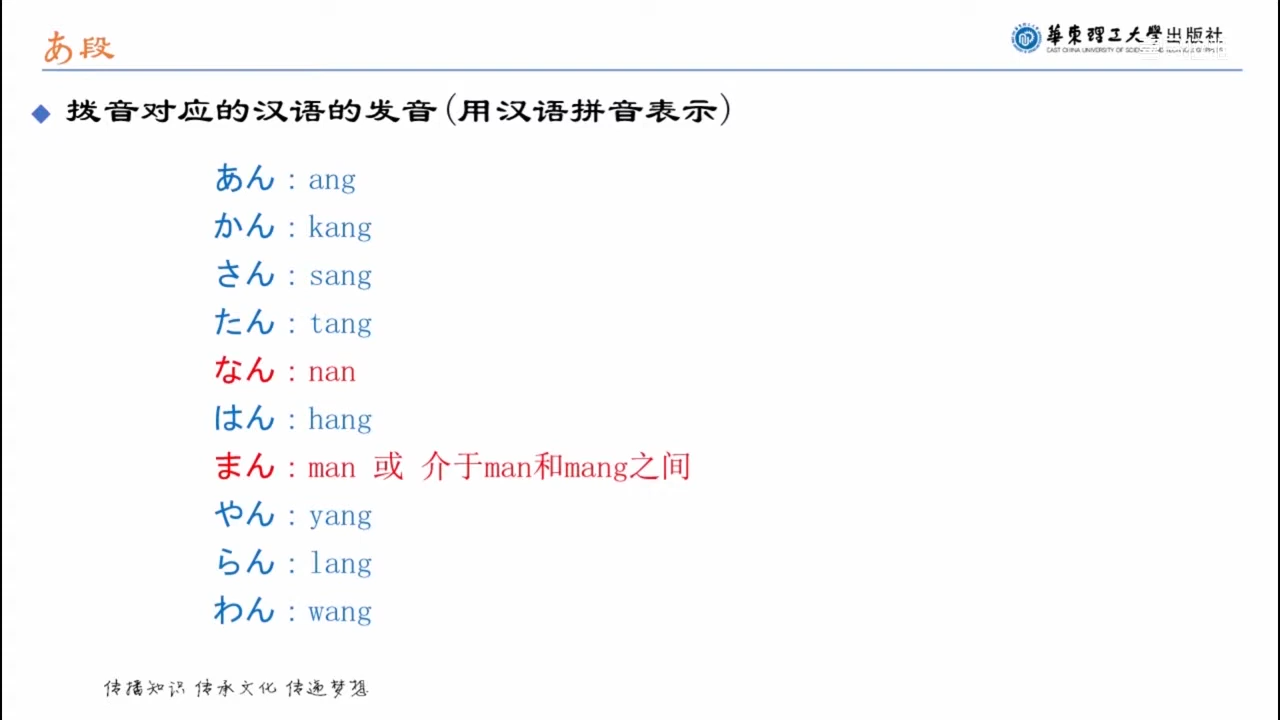 あ段
華東理工大學出版社
拨音对应的汉语的发音(用汉语拼音表示)
あん：ang
かん：kang
さん：sang
たん：tang
なん：nan
はん：hang
まん：man 或 介于man和mang之间
やん：yang
らん：lang
わん：wang
传播知识 传承文化 传递梦想